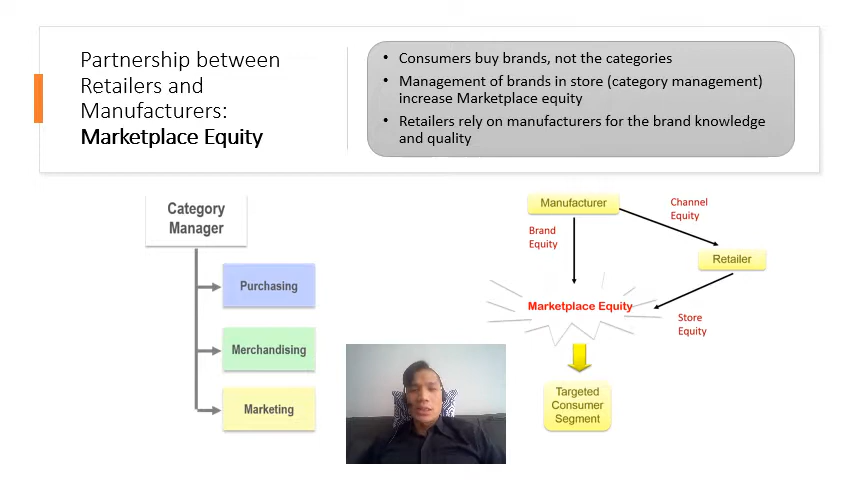 Partnership between
Retailers and
Manufacturers:
Marketplace Equity
• Consumers buy brands, not the categories
• Management of brands in store (category management)
increase Marketplace equity
• Retailers rely on manufacturers for the brand knowledge
and quality
Category
Manager
Purchasing
Merchandising
Marketing
Manufacturer
Channel
Equity
Brand
Equity
Retailer
Marketplace Equity
Store
Equity
Targeted
Consumer
Segment